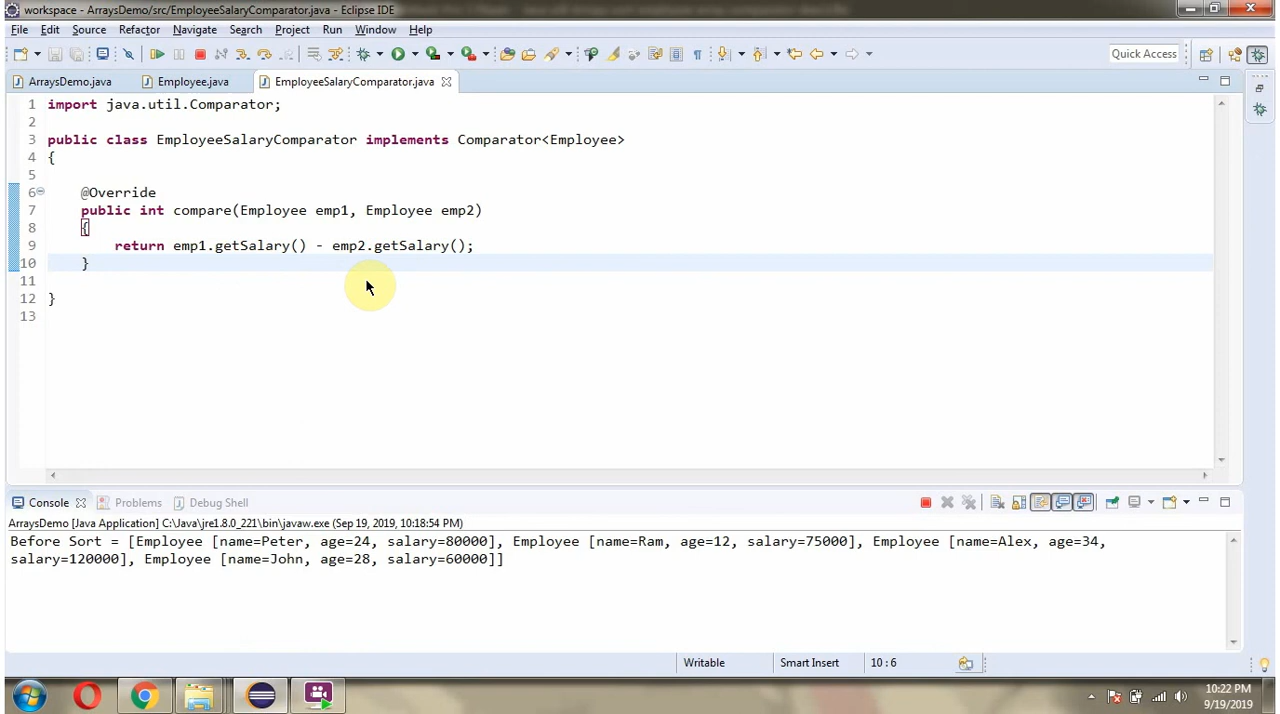 workspace - ArraysDemo/src/EmployeeSalaryComparator.java - Eclipse IDE
File Edit Source Refactor Navigate Search Project Run Window Help
Quick Access
ArraysDemo.java Employee.java EmployeeSalaryComparator.java
1 import java.util.Comparator;
2
3 public class EmployeeSalaryComparator implements Comparator<Employee>
4 {
5
6 @Override
7 public int compare(Employee emp1, Employee emp2)
8 {
9 return emp1.getSalary() - emp2.getSalary();
10 }
11
12 }
13
Console Problems Debug Shell
ArraysDemo [Java Application] C:\Java\jre1.8.0_221\bin\javaw.exe (Sep 19, 2019, 10:18:54 PM)
Before Sort = [Employee [name=Peter, age=24, salary=80000], Employee [name=Ram, age=12, salary=75000], Employee [name=Alex, age=34,
salary=120000], Employee [name=John, age=28, salary=60000]]
Writable Smart Insert 10 : 6
10:22 PM
9/19/2019